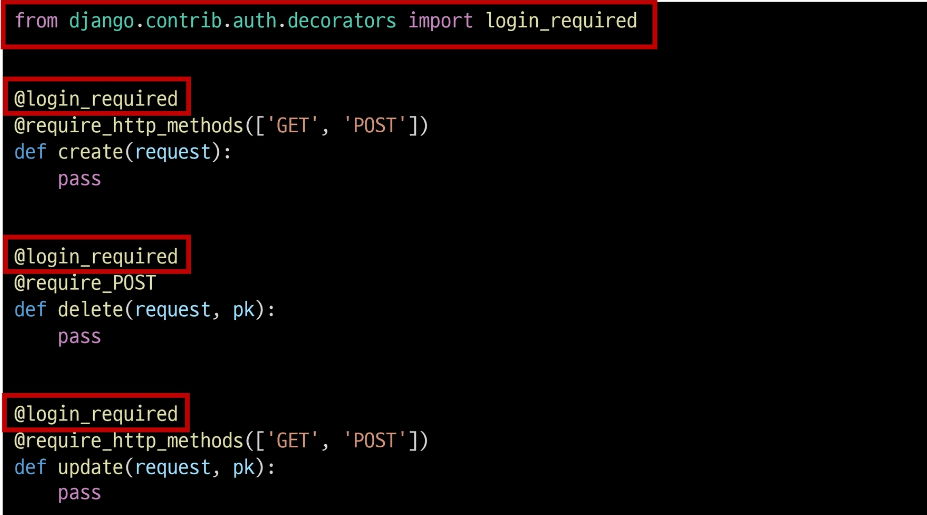 from django.contrib.auth.decorators import login_required
@login_required
@require_http_methods(['GET', 'POST'])
def create(request):
    pass
@login_required
@require_POST
def delete(request, pk):
    pass
@login_required
@require_http_methods(['GET', 'POST'])
def update(request, pk):
    pass